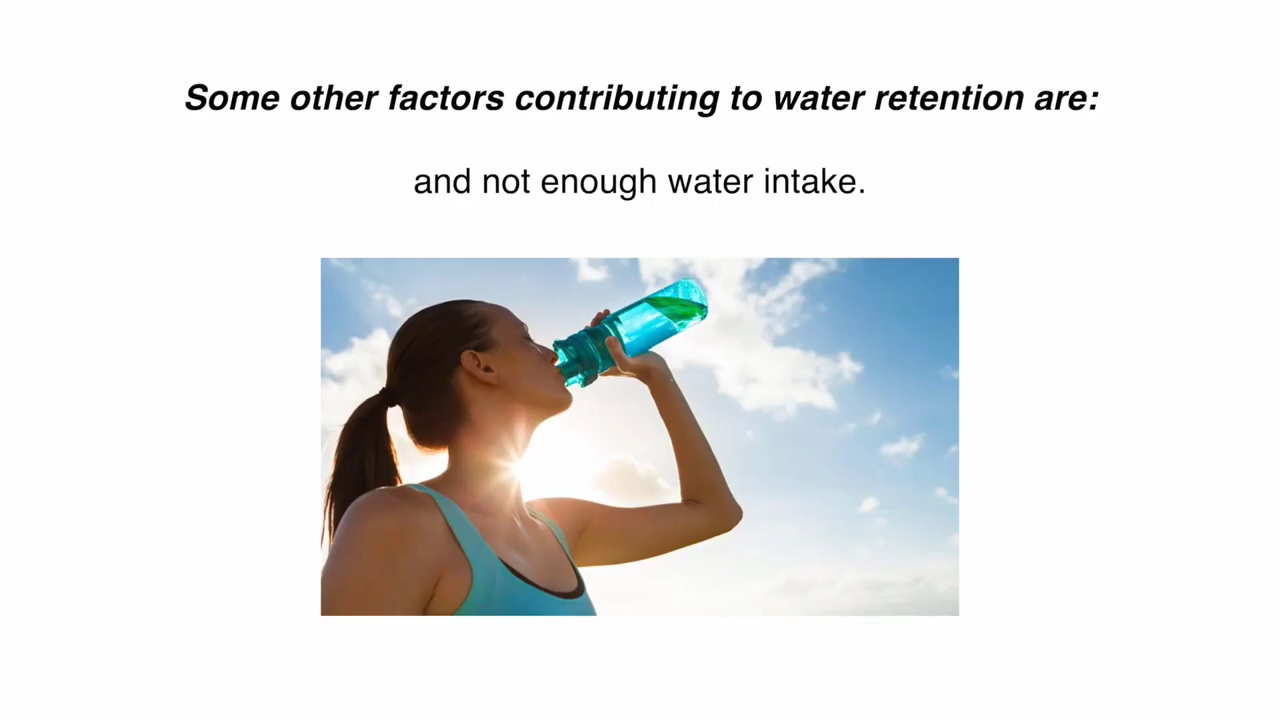 Some other factors contributing to water retention are:
and not enough water intake.